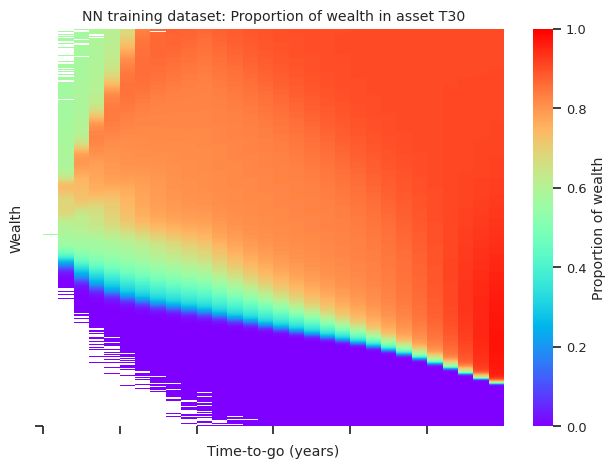 NN training dataset: Proportion of wealth in asset T30
Wealth
Time-to-go (years)
1.0
0.8
0.6
0.4
0.2
0.0
Proportion of wealth